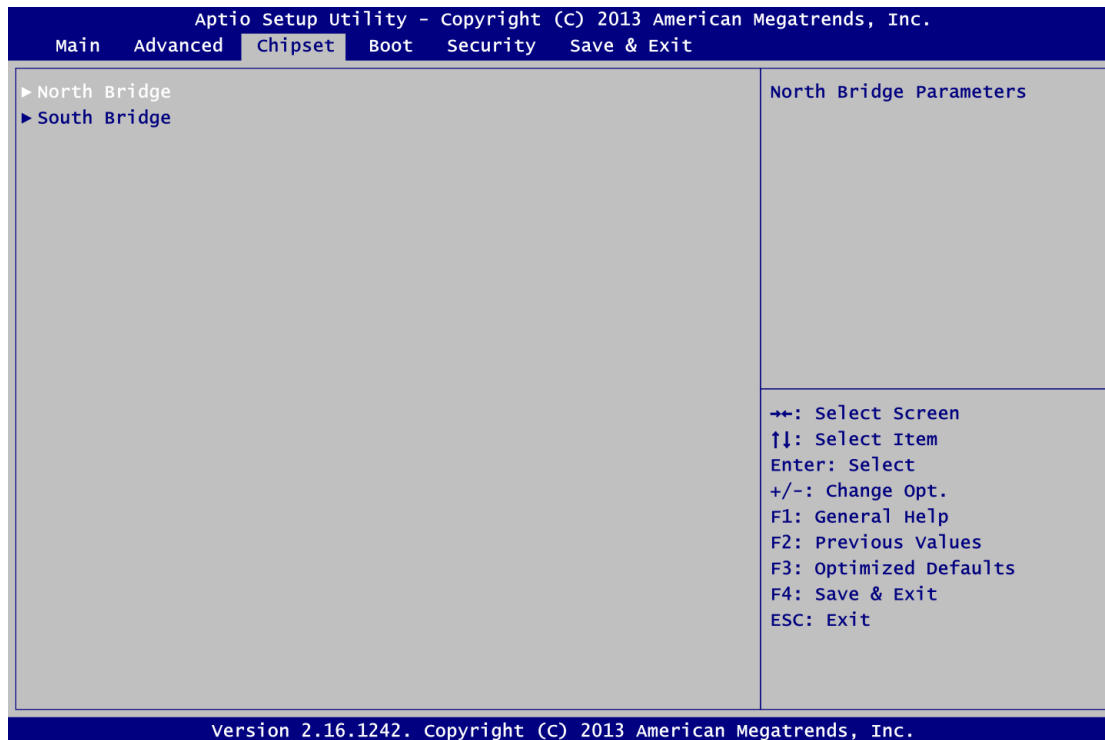 Aptio Setup Utility – Copyright (C) 2013 American Megatrends, Inc.
Main Advanced Chipset Boot Security Save & Exit
▶ North Bridge
▶ South Bridge
North Bridge Parameters
→←: Select Screen
↑↓: Select Item
Enter: Select
+/-: Change Opt.
F1: General Help
F2: Previous Values
F3: Optimized Defaults
F4: Save & Exit
ESC: Exit
Version 2.16.1242. Copyright (C) 2013 American Megatrends, Inc.